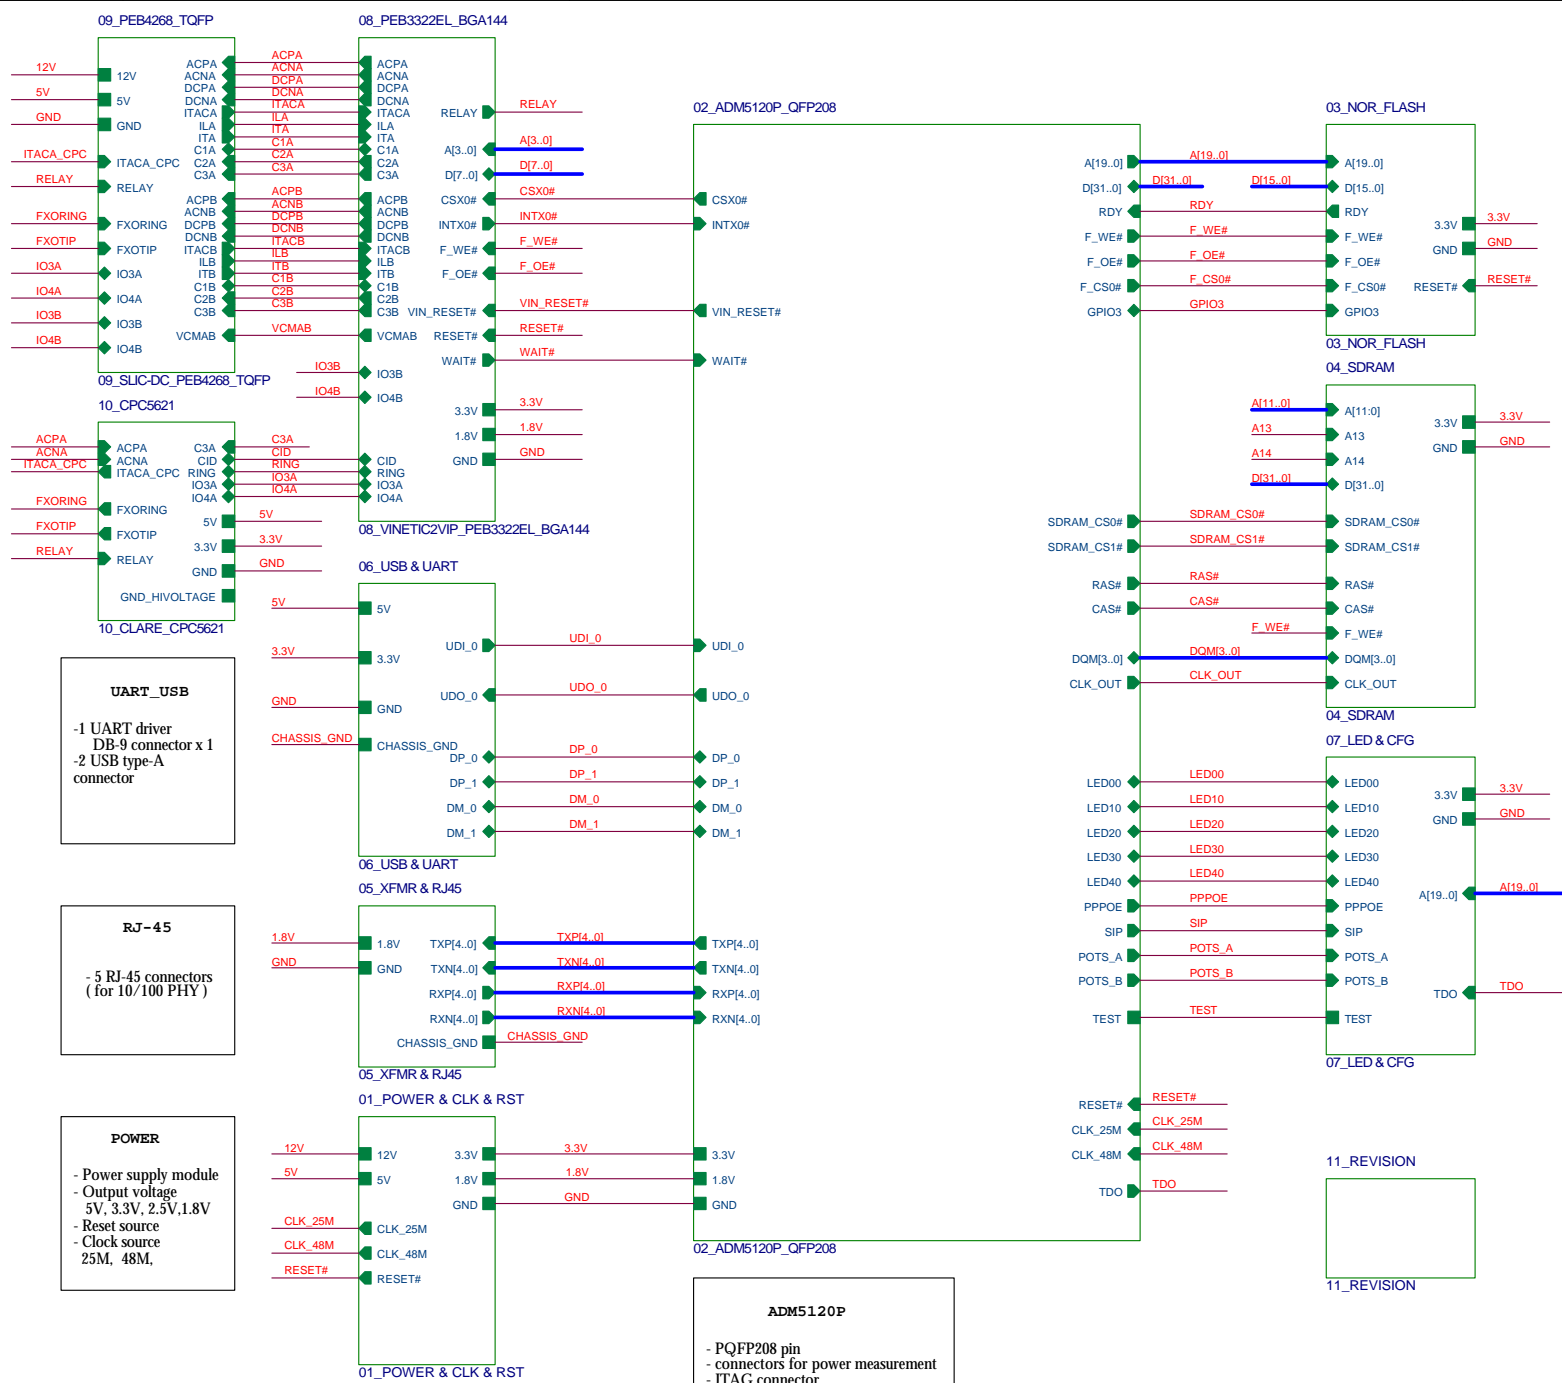 09_PEB4268_TQFP
12V
5V
GND
ITACA_CPC
RELAY
FXORING
FXOTIP
IO3A
IO4A
IO3B
IO4B
12V
5V
GND
ITACA_CPC
RELAY
FXORING
FXOTIP
IO3A
IO4A
IO3B
IO4B
ACPA
ACNA
DCPA
DCNA
ITACA
ILA
ITA
C1A
C2A
C3A
ACPB
ACNB
DCPB
DCNB
ITACB
ILB
ITB
C1B
C2B
C3B
VCMAB
09_SLIC-DC_PEB4268_TQFP
ACPA
ACNA
DCPA
DCNA
ITACA
ILA
ITA
C1A
C2A
C3A
ACPB
ACNB
DCPB
DCNB
ITACB
ILB
ITB
C1B
C2B
C3B
VCMAB
IO3B
IO4B
08_PEB3322EL_BGA144
ACPA
ACNA
DCPA
DCNA
ITACA
ILA
ITA
C1A
C2A
C3A
ACPB
ACNB
DCPB
DCNB
ITACB
ILB
ITB
C1B
C2B
C3B
VCMAB
IO3B
IO4B
CID
RING
IO3A
IO4A
RELAY
A[3..0]
D[7..0]
CSX0#
INTX0#
F_WE#
F_OE#
VIN_RESET#
RESET#
WAIT#
3.3V
1.8V
GND
08_VINETIC2VIP_PEB3322EL_BGA144
RELAY
A[3..0]
D[7..0]
CSX0#
INTX0#
F_WE#
F_OE#
VIN_RESET#
RESET#
WAIT#
3.3V
1.8V
GND
10_CPC5621
ACPA
ACNA
ITACA_CPC
FXORING
FXOTIP
RELAY
ACPA
ACNA
ITACA_CPC
FXORING
FXOTIP
RELAY
C3A
CID
RING
IO3A
IO4A
5V
3.3V
GND
GND_HIVOLTAGE
10_CLARE_CPC5621
C3A
CID
RING
IO3A
IO4A
5V
3.3V
GND
UART_USB
-1 UART driver
DB-9 connector x 1
-2 USB type-A
connector
06_USB & UART
5V
3.3V
GND
CHASSIS_GND
5V
3.3V
GND
CHASSIS_GND
UDI_0
UDO_0
DP_0
DP_1
DM_0
DM_1
06_USB & UART
UDI_0
UDO_0
DP_0
DP_1
DM_0
DM_1
RJ-45
- 5 RJ-45 connectors
( for 10/100 PHY )
05_XFMR & RJ45
1.8V
GND
1.8V
GND
TXP[4..0]
TXN[4..0]
RXP[4..0]
RXN[4..0]
CHASSIS_GND
05_XFMR & RJ45
TXP[4..0]
TXN[4..0]
RXP[4..0]
RXN[4..0]
CHASSIS_GND
POWER
- Power supply module
- Output voltage
5V, 3.3V, 2.5V,1.8V
- Reset source
- Clock source
25M, 48M,
01_POWER & CLK & RST
12V
5V
CLK_25M
CLK_48M
RESET#
12V
5V
CLK_25M
CLK_48M
RESET#
3.3V
1.8V
GND
01_POWER & CLK & RST
3.3V
1.8V
GND
02_ADM5120P_QFP208
CSX0#
INTX0#
VIN_RESET#
WAIT#
UDI_0
UDO_0
DP_0
DP_1
DM_0
DM_1
TXP[4..0]
TXN[4..0]
RXP[4..0]
RXN[4..0]
3.3V
1.8V
GND
A[19..0]
D[31..0]
RDY
F_WE#
F_OE#
F_CS0#
GPIO3
SDRAM_CS0#
SDRAM_CS1#
RAS#
CAS#
DQM[3..0]
CLK_OUT
LED00
LED10
LED20
LED30
LED40
PPPOE
SIP
POTS_A
POTS_B
TEST
RESET#
CLK_25M
CLK_48M
TDO
02_ADM5120P_QFP208
ADM5120P
- PQFP208 pin
- connectors for power measurement
- JTAG connector
A[19..0]
D[31..0]
D[15..0]
RDY
F_WE#
F_OE#
F_CS0#
GPIO3
03_NOR_FLASH
A[19..0]
D[15..0]
RDY
F_WE#
F_OE#
F_CS0#
GPIO3
3.3V
GND
RESET#
03_NOR_FLASH
3.3V
GND
RESET#
04_SDRAM
A[11..0]
A13
A14
D[31..0]
SDRAM_CS0#
SDRAM_CS1#
RAS#
CAS#
F_WE#
DQM[3..0]
CLK_OUT
A[11:0]
A13
A14
D[31..0]
SDRAM_CS0#
SDRAM_CS1#
RAS#
CAS#
F_WE#
DQM[3..0]
CLK_OUT
3.3V
GND
04_SDRAM
3.3V
GND
07_LED & CFG
LED00
LED10
LED20
LED30
LED40
PPPOE
SIP
POTS_A
POTS_B
TEST
LED00
LED10
LED20
LED30
LED40
PPPOE
SIP
POTS_A
POTS_B
TEST
3.3V
GND
A[19..0]
TDO
07_LED & CFG
3.3V
GND
A[19..0]
TDO
RESET#
CLK_25M
CLK_48M
TDO
11_REVISION
11_REVISION